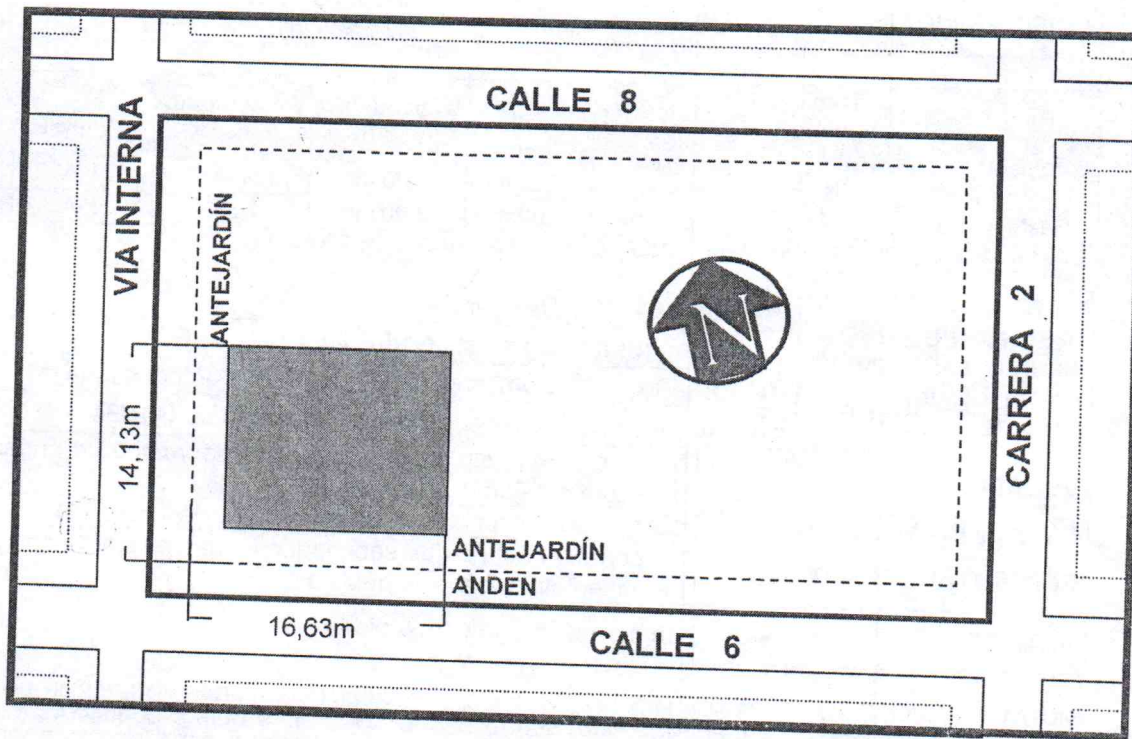 CALLE 8
VIA INTERNA
ANTEJARDÍN
N
CARRERA 2
14,13m
ANTEJARDÍN
ANDEN
16,63m
CALLE 6